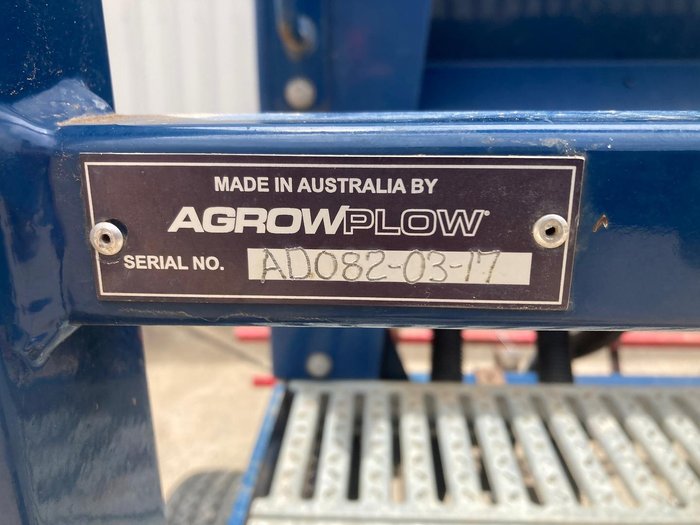 MADE IN AUSTRALIA BY
AGROWPLOW
SERIAL NO. AD082-03-17